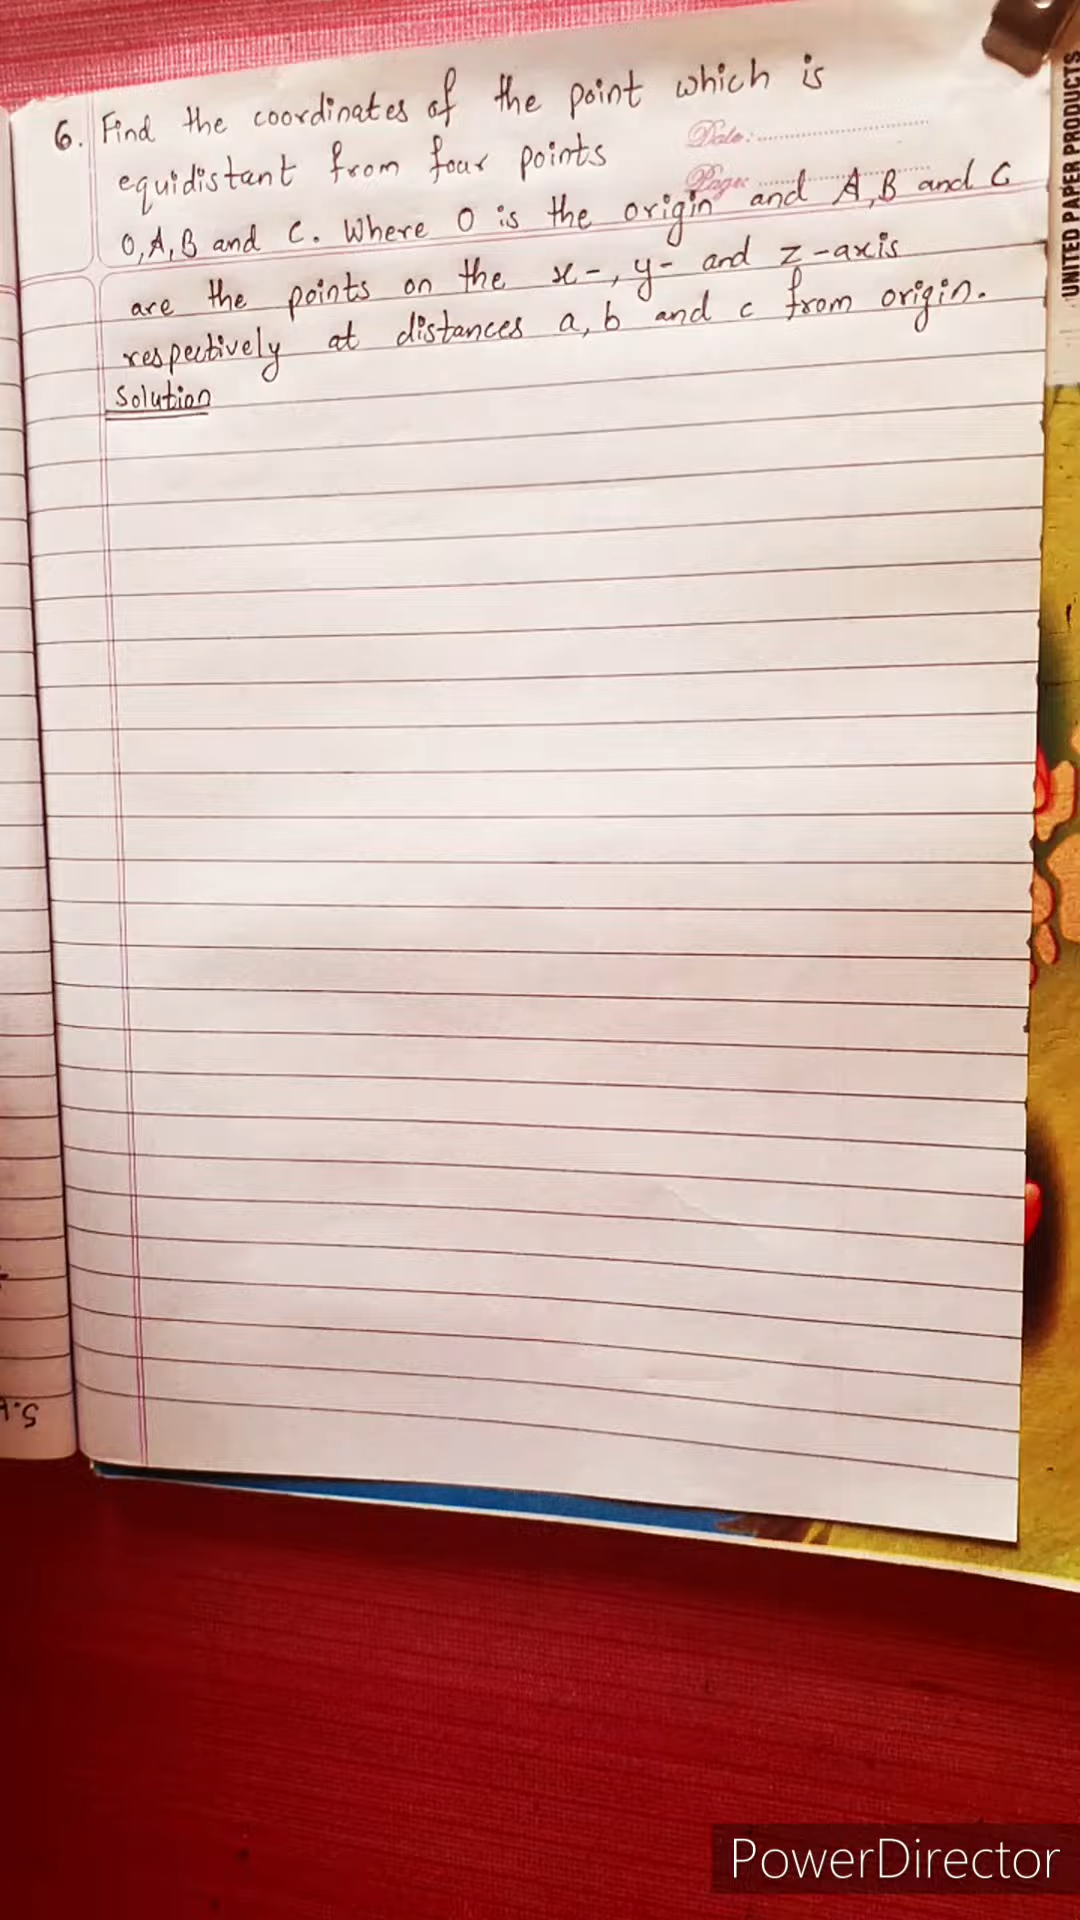 6. Find the coordinates of the point which is
equidistant from four points
Date:
Page:
O,A,B and C. Where O is the origin and A,B and C
are the points on the x-, y- and z-axis
respectively at distances a, b and c from origin.
Solution
UNITED PAPER PRODUCTS
PowerDirector